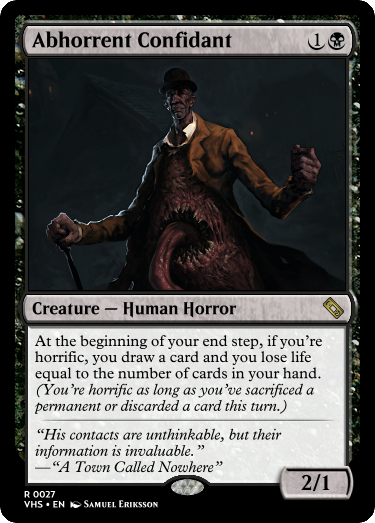 Abhorrent Confidant 1
Creature — Human Horror
At the beginning of your end step, if you're
horrific, you draw a card and you lose life
equal to the number of cards in your hand.
(You're horrific as long as you've sacrificed a
permanent or discarded a card this turn.)
“His contacts are unthinkable, but their
information is invaluable.”
—“A Town Called Nowhere”
2/1
R 0027
VHS • EN Samuel Eriksson